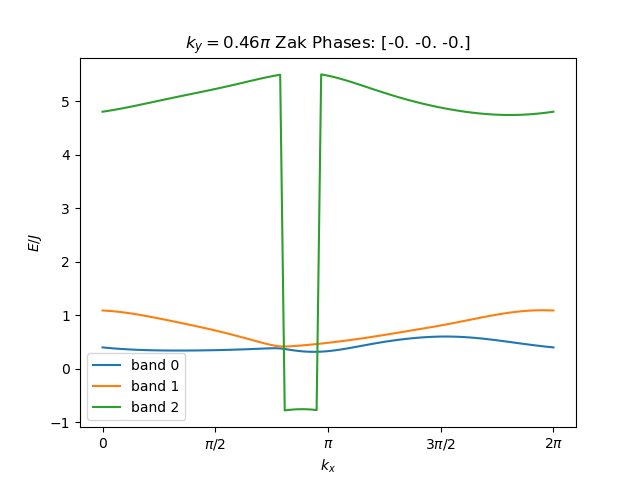 k_y = 0.46π Zak Phases: [-0. -0. -0.]
E/J
5
4
3
2
1
0
−1
band 0
band 1
band 2
0
π/2
π
3π/2
2π
k_x